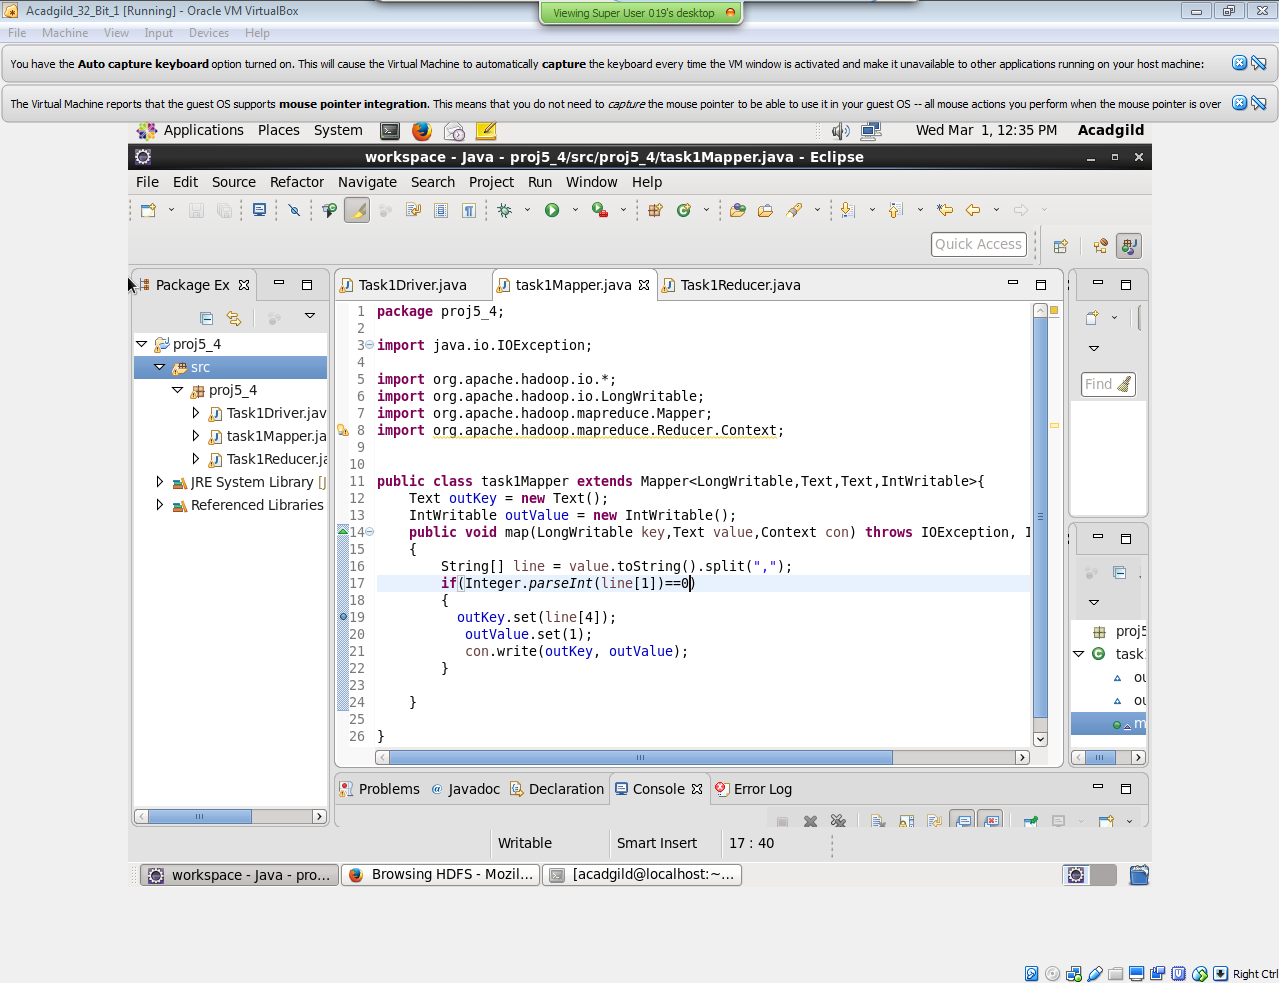 Acadgild_32_Bit_1 [Running] - Oracle VM VirtualBox
Viewing Super User 019's desktop
File Machine View Input Devices Help
You have the Auto capture keyboard option turned on. This will cause the Virtual Machine to automatically capture the keyboard every time the VM window is activated and make it unavailable to other applications running on your host machine:
The Virtual Machine reports that the guest OS supports mouse pointer integration. This means that you do not need to capture the mouse pointer to be able to use it in your guest OS -- all mouse actions you perform when the mouse pointer is over
Applications Places System Wed Mar 1, 12:35 PM Acadgild
workspace - Java - proj5_4/src/proj5_4/task1Mapper.java - Eclipse
File Edit Source Refactor Navigate Search Project Run Window Help
Quick Access
Package Ex
Task1Driver.java task1Mapper.java Task1Reducer.java
proj5_4
src
proj5_4
Task1Driver.jav
task1Mapper.ja
Task1Reducer.ja
JRE System Library [J
Referenced Libraries
1 package proj5_4;
2
3 import java.io.IOException;
4
5 import org.apache.hadoop.io.*;
6 import org.apache.hadoop.io.LongWritable;
7 import org.apache.hadoop.mapreduce.Mapper;
8 import org.apache.hadoop.mapreduce.Reducer.Context;
9
10
11 public class task1Mapper extends Mapper<LongWritable,Text,Text,IntWritable>{
12 Text outKey = new Text();
13 IntWritable outValue = new IntWritable();
14 public void map(LongWritable key,Text value,Context con) throws IOException, I
15 {
16 String[] line = value.toString().split(",");
17 if(Integer.parseInt(line[1])==0)
18 {
19 outKey.set(line[4]);
20 outValue.set(1);
21 con.write(outKey, outValue);
22 }
23
24 }
25
26 }
Find
proj5
task1
ou
ou
m
Problems Javadoc Declaration Console Error Log
Writable Smart Insert 17 : 40
workspace - Java - pro... Browsing HDFS - Mozil... [acadgild@localhost:~...
Right Ctrl